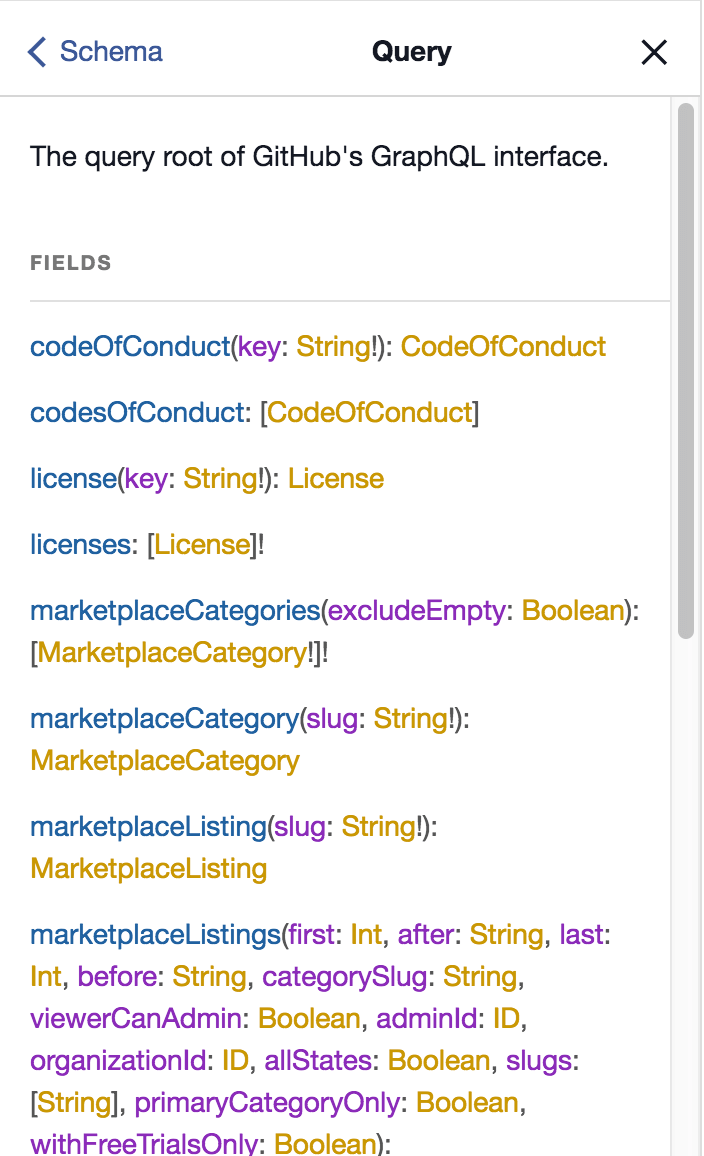 Schema Query
The query root of GitHub's GraphQL interface.
FIELDS
codeOfConduct(key: String!): CodeOfConduct
codesOfConduct: [CodeOfConduct]
license(key: String!): License
licenses: [License]!
marketplaceCategories(excludeEmpty: Boolean):
[MarketplaceCategory!]!
marketplaceCategory(slug: String!):
MarketplaceCategory
marketplaceListing(slug: String!):
MarketplaceListing
marketplaceListings(first: Int, after: String, last:
Int, before: String, categorySlug: String,
viewerCanAdmin: Boolean, adminId: ID,
organizationId: ID, allStates: Boolean, slugs:
[String], primaryCategoryOnly: Boolean,
withFreeTrialsOnly: Boolean):